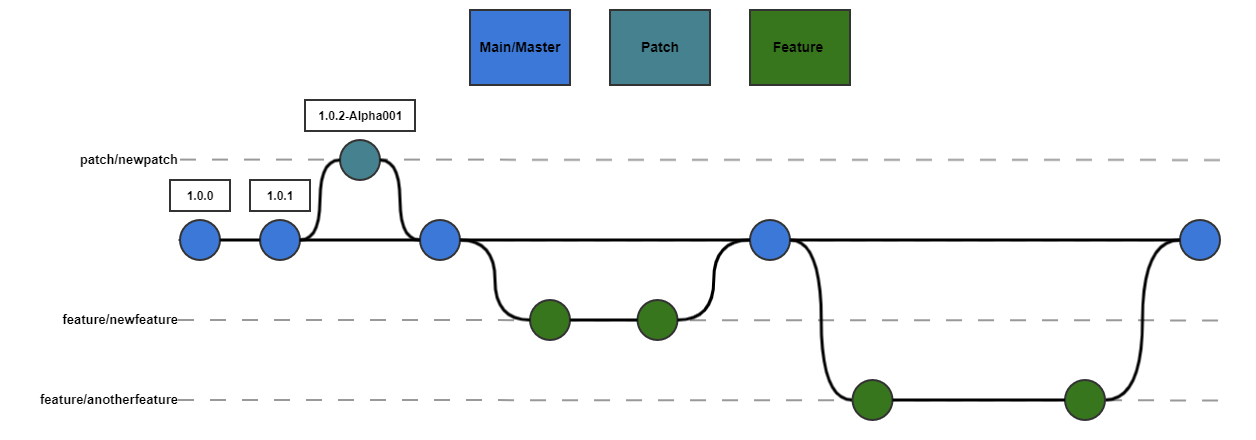 Main/Master
Patch
Feature
1.0.2-Alpha001
patch/newpatch
1.0.0
1.0.1
feature/newfeature
feature/anotherfeature